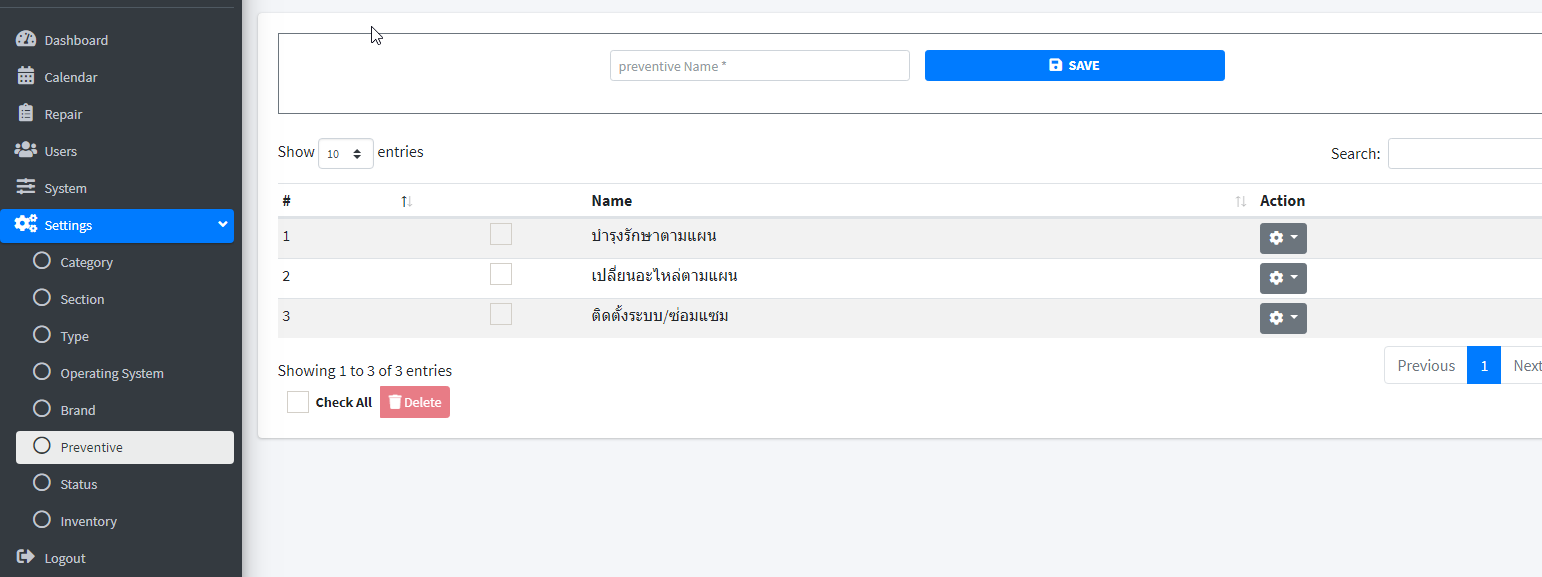 Dashboard
Calendar
Repair
Users
System
Settings
Category
Section
Type
Operating System
Brand
Preventive
Status
Inventory
Logout
preventive Name *
SAVE
Show 10 entries
Search:
# Name Action
1 บำรุงรักษาตามแผน
2 เปลี่ยนอะไหล่ตามแผน
3 ติดตั้งระบบ/ซ่อมแซม
Showing 1 to 3 of 3 entries
Previous 1 Next
Check All Delete